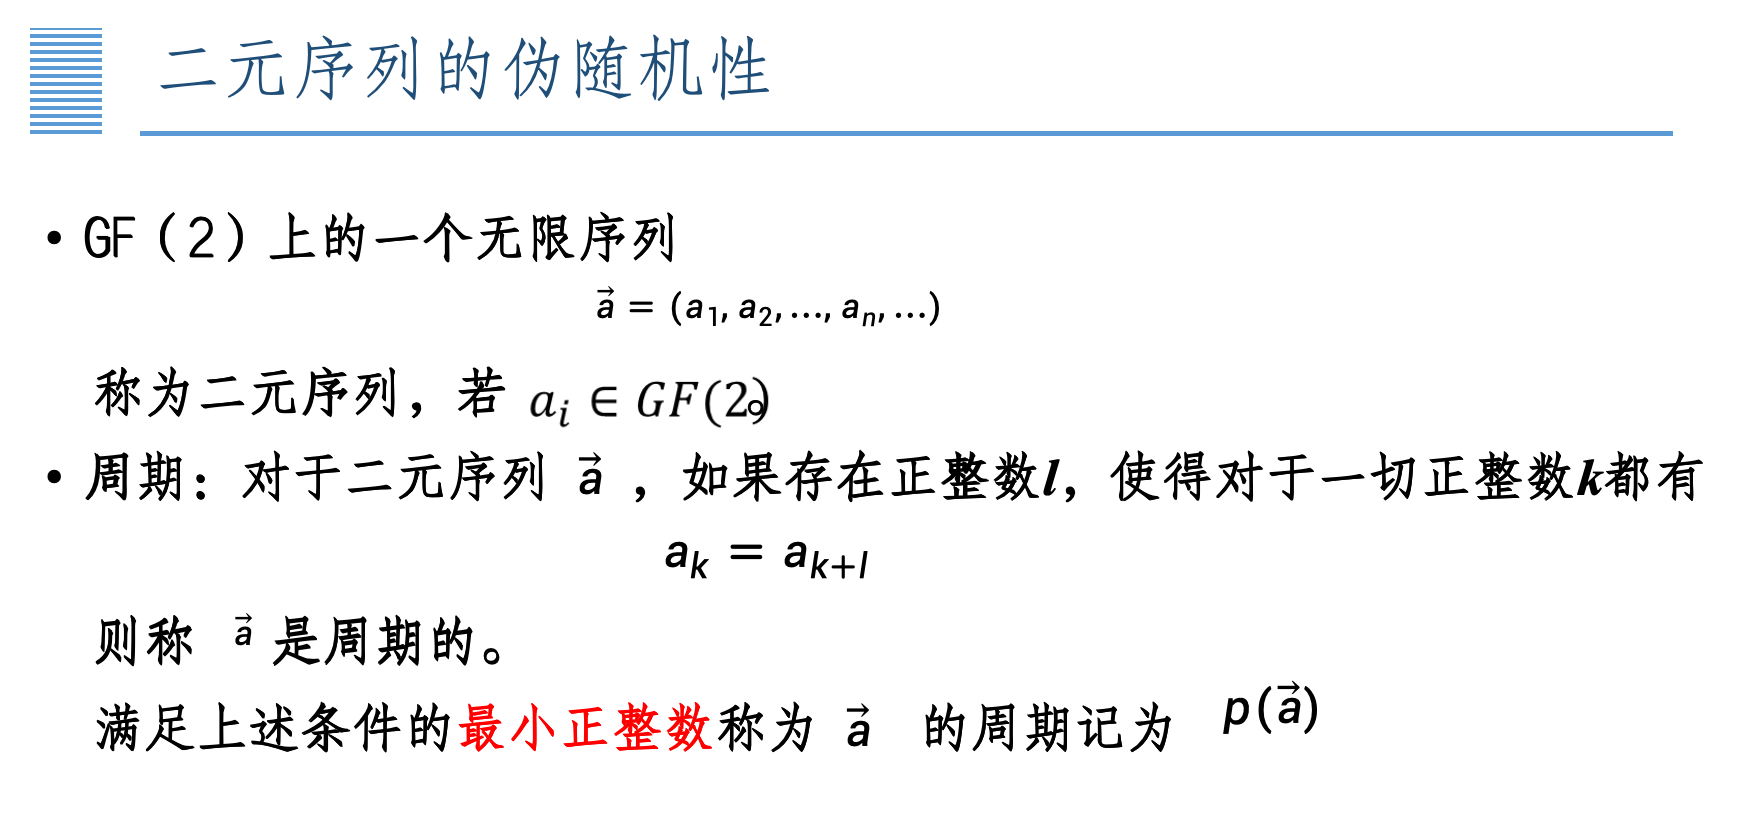 二元序列的伪随机性
• GF（2）上的一个无限序列
$\vec{a} = (a_1, a_2, \ldots, a_n, \ldots)$
称为二元序列，若 $a_i \in GF(2)$。
• 周期：对于二元序列 $\vec{a}$ ，如果存在正整数l，使得对于一切正整数k都有
$a_k = a_{k+l}$
则称 $\vec{a}$ 是周期的。
满足上述条件的最小正整数称为 $\vec{a}$ 的周期记为 $p(\vec{a})$